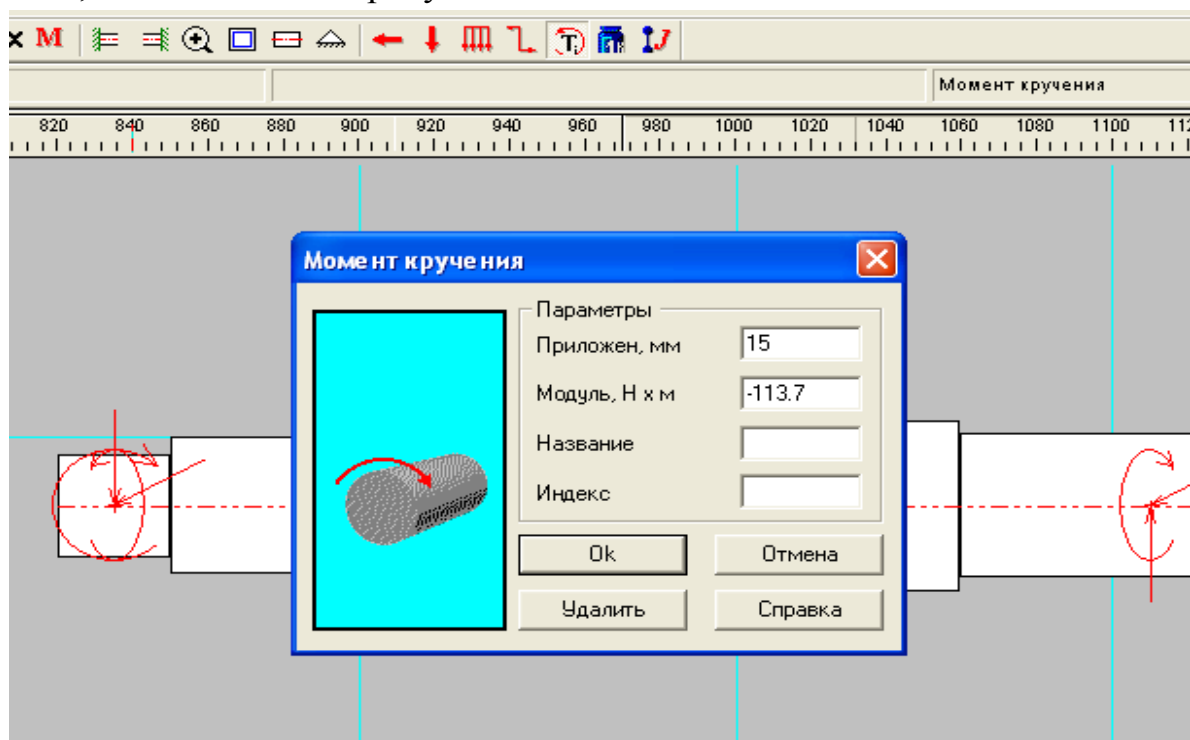 M T
Момент кручения
820 840 860 880 900 920 940 960 980 1000 1020 1040 1060 1080 1100
Момент кручения
Параметры
Приложен, мм 15
Модуль, Н х м -113.7
Название
Индекс
Ok Отмена
Удалить Справка